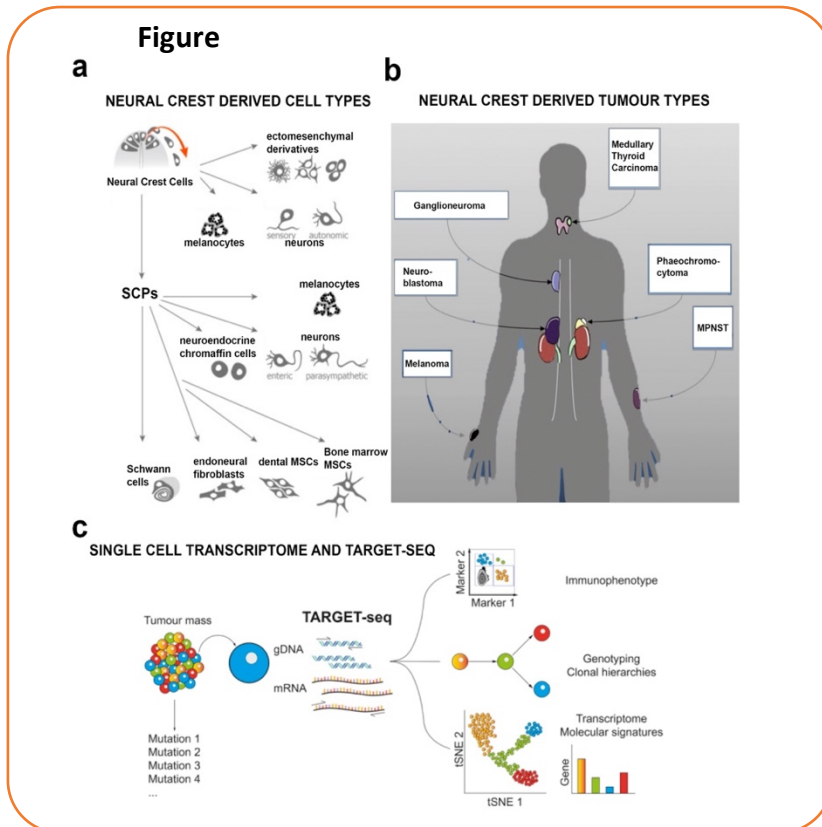 Figure
a
NEURAL CREST DERIVED CELL TYPES
Neural Crest Cells
ectomesenchymal
derivatives
melanocytes
sensory
autonomic
neurons
SCPs
melanocytes
neuroendocrine
chromaffin cells
neurons
enteric
parasympathetic
Schwann
cells
endoneural
fibroblasts
dental MSCs
Bone marrow
MSCs
b
NEURAL CREST DERIVED TUMOUR TYPES
Medullary
Thyroid
Carcinoma
Ganglioneuroma
Neuro-
blastoma
Phaeochromo-
cytoma
MPNST
Melanoma
c
SINGLE CELL TRANSCRIPTOME AND TARGET-SEQ
Tumour mass
Mutation 1
Mutation 2
Mutation 3
Mutation 4
...
TARGET-seq
gDNA
mRNA
Marker 2
Marker 1
Immunophenotype
Genotyping
Clonal hierarchies
tSNE 2
tSNE 1
Transcriptome
Molecular signatures
Gene